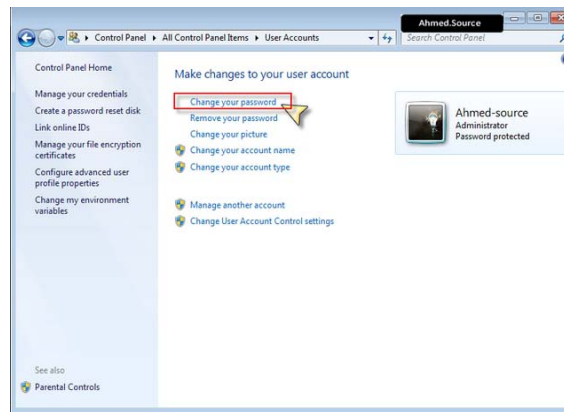 Ahmed.Source
Control Panel ▸ All Control Panel Items ▸ User Accounts
Search Control Panel
Control Panel Home
Manage your credentials
Create a password reset disk
Link online IDs
Manage your file encryption
certificates
Configure advanced user
profile properties
Change my environment
variables
See also
Parental Controls
Make changes to your user account
Change your password
Remove your password
Change your picture
Change your account name
Change your account type
Manage another account
Change User Account Control settings
Ahmed-source
Administrator
Password protected